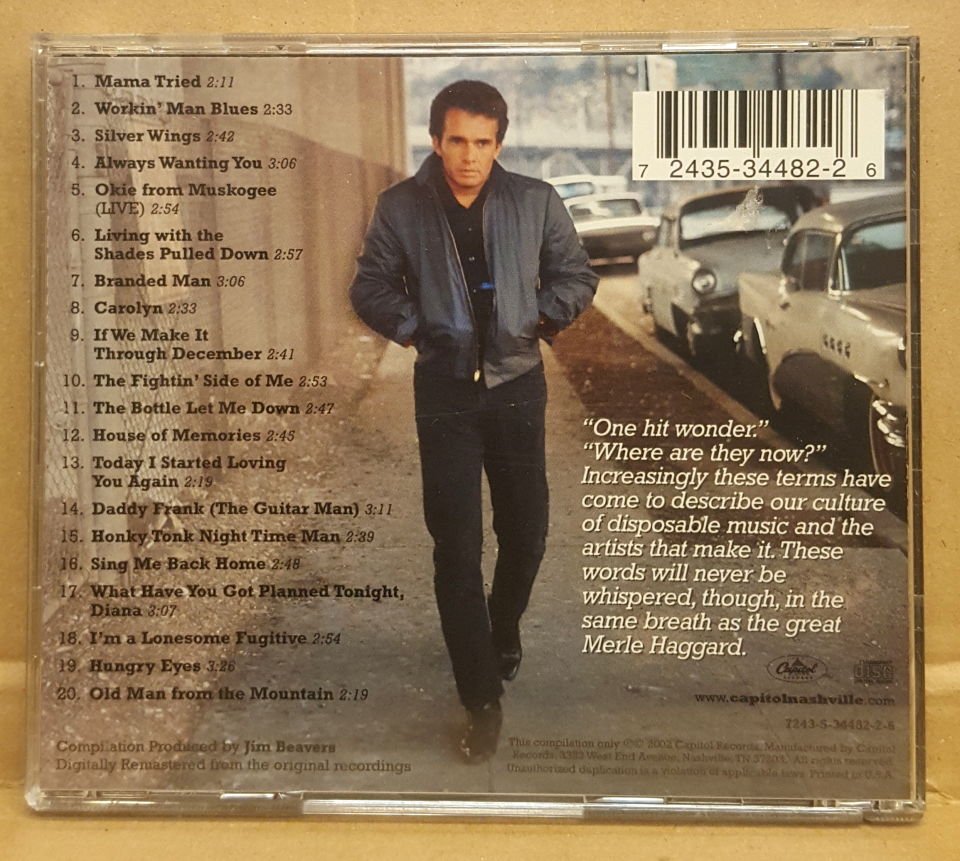 1. Mama Tried 2:11
2. Workin' Man Blues 2:33
3. Silver Wings 2:42
4. Always Wanting You 3:06
5. Okie from Muskogee
(LIVE) 2:54
6. Living with the
Shades Pulled Down 2:57
7. Branded Man 3:06
8. Carolyn 2:33
9. If We Make It
Through December 2:41
10. The Fightin' Side of Me 2:53
11. The Bottle Let Me Down 2:47
12. House of Memories 2:45
13. Today I Started Loving
You Again 2:19
14. Daddy Frank (The Guitar Man) 3:11
15. Honky Tonk Night Time Man 2:39
16. Sing Me Back Home 2:48
17. What Have You Got Planned Tonight,
Diana 3:07
18. I'm a Lonesome Fugitive 2:54
19. Hungry Eyes 3:26
20. Old Man from the Mountain 2:19
Compilation Produced by Jim Beavers
Digitally Remastered from the original recordings
7 2435-34482-2 6
"One hit wonder."
"Where are they now?"
Increasingly these terms have
come to describe our culture
of disposable music and the
artists that make it. These
words will never be
whispered, though, in the
same breath as the great
Merle Haggard.
Capitol
disc
www.capitolnashville.com
7243-5-34482-2-6
This compilation only ℗© 2002 Capitol Records. Manufactured by Capitol
Records, 3322 West End Avenue, Nashville, TN 37203. All rights reserved.
Unauthorized duplication is a violation of applicable laws. Printed in U.S.A.